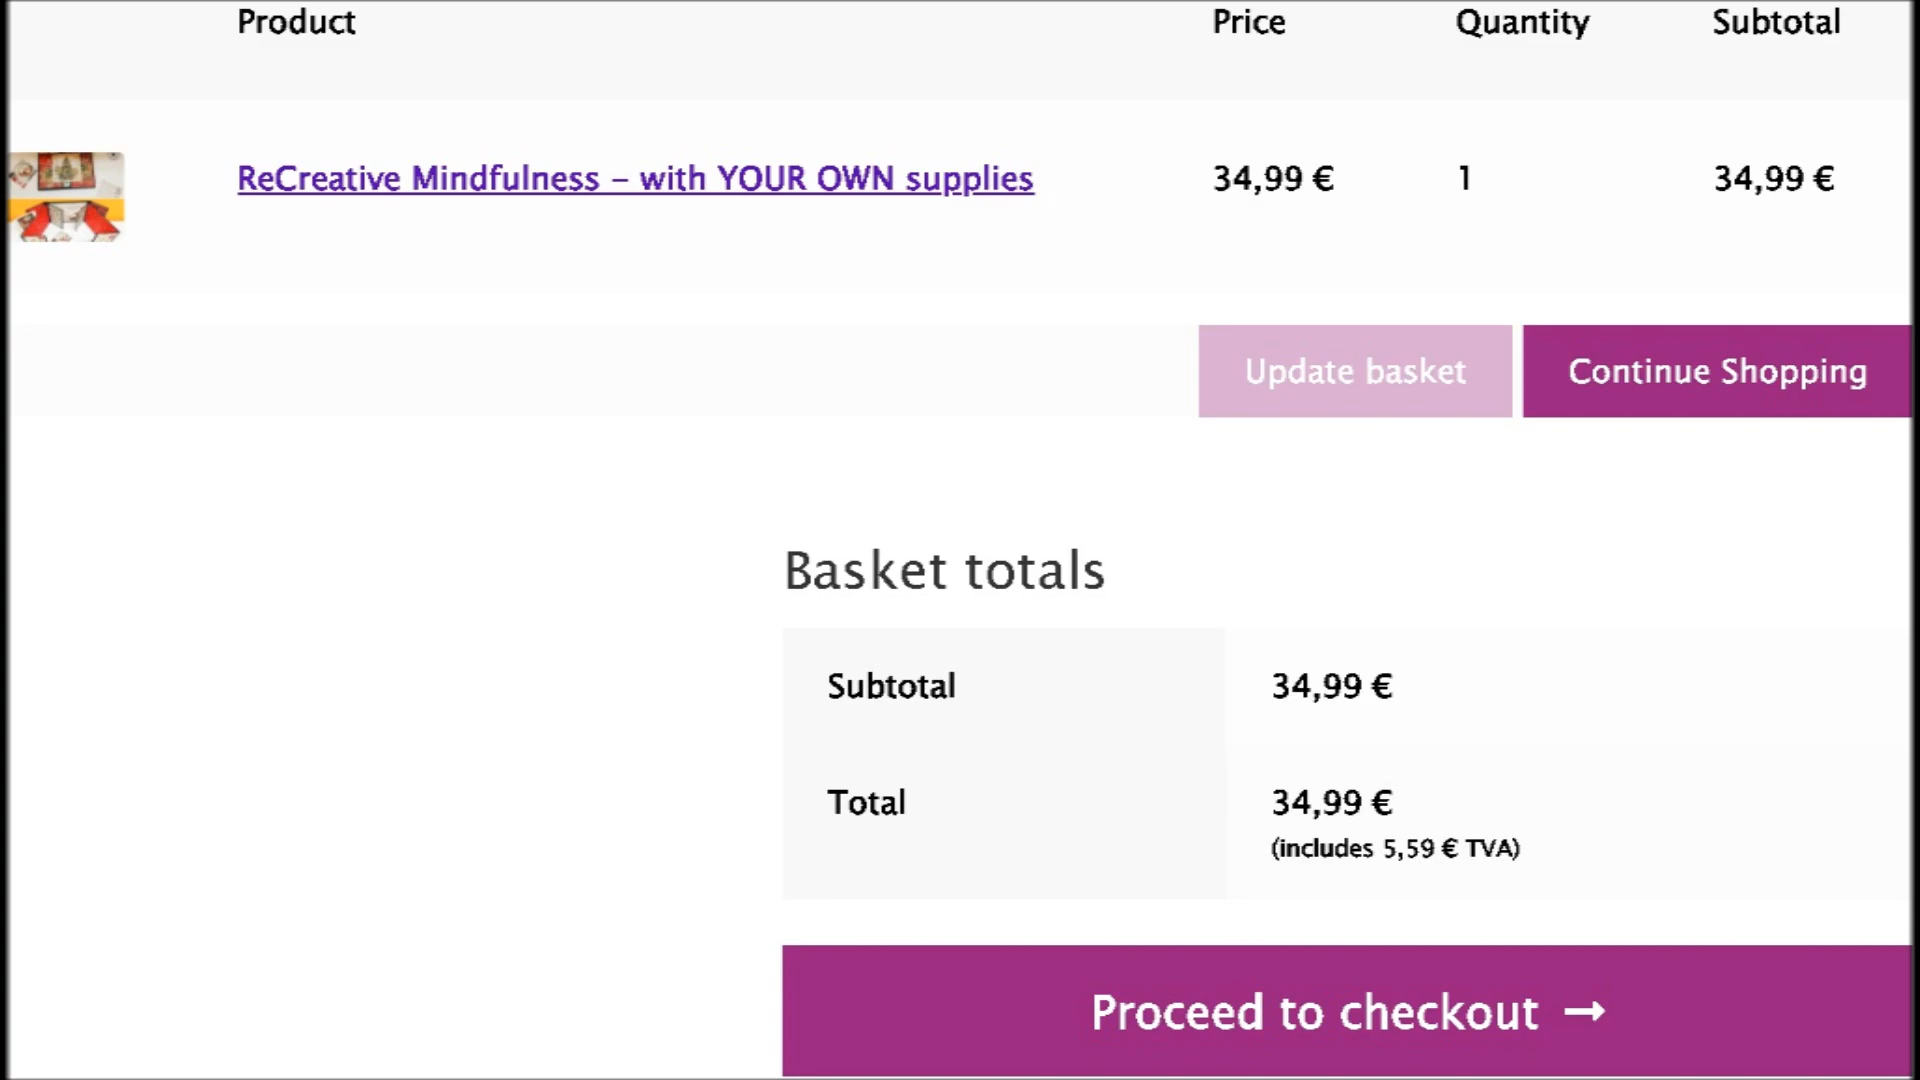 Product Price Quantity Subtotal
ReCreative Mindfulness – with YOUR OWN supplies 34,99 € 1 34,99 €
Update basket Continue Shopping
Basket totals
Subtotal 34,99 €
Total 34,99 €
(includes 5,59 € TVA)
Proceed to checkout →